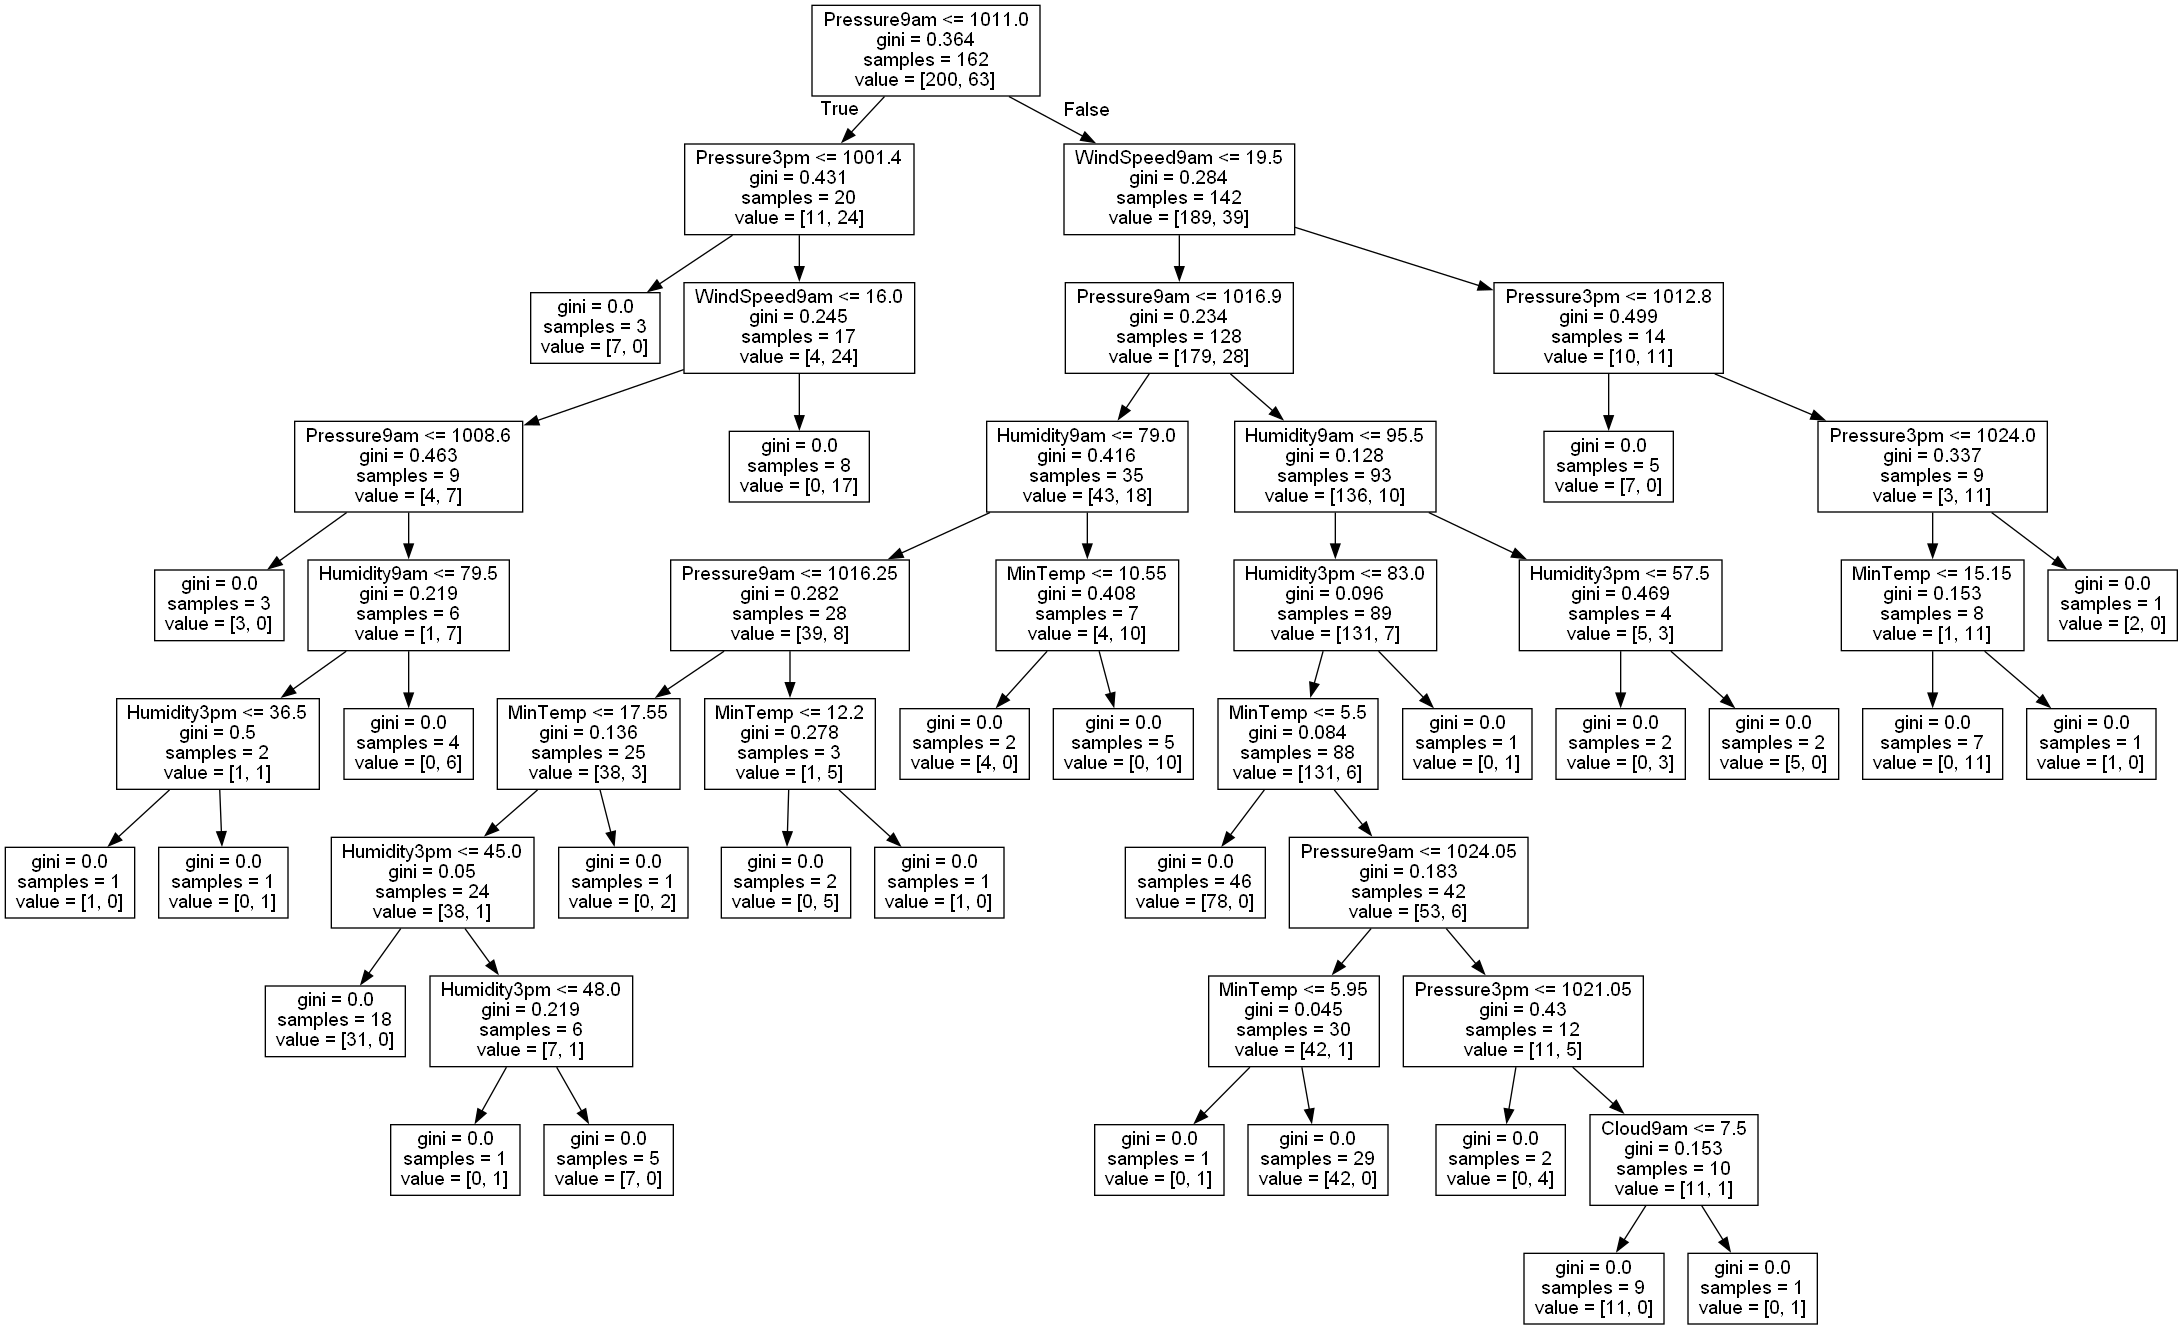 Pressure9am <= 1011.0
gini = 0.364
samples = 162
value = [200, 63]
True
False
Pressure3pm <= 1001.4
gini = 0.431
samples = 20
value = [11, 24]
WindSpeed9am <= 19.5
gini = 0.284
samples = 142
value = [189, 39]
gini = 0.0
samples = 3
value = [7, 0]
WindSpeed9am <= 16.0
gini = 0.245
samples = 17
value = [4, 24]
Pressure9am <= 1016.9
gini = 0.234
samples = 128
value = [179, 28]
Pressure3pm <= 1012.8
gini = 0.499
samples = 14
value = [10, 11]
Pressure9am <= 1008.6
gini = 0.463
samples = 9
value = [4, 7]
gini = 0.0
samples = 8
value = [0, 17]
Humidity9am <= 79.0
gini = 0.416
samples = 35
value = [43, 18]
Humidity9am <= 95.5
gini = 0.128
samples = 93
value = [136, 10]
gini = 0.0
samples = 5
value = [7, 0]
Pressure3pm <= 1024.0
gini = 0.337
samples = 9
value = [3, 11]
gini = 0.0
samples = 3
value = [3, 0]
Humidity9am <= 79.5
gini = 0.219
samples = 6
value = [1, 7]
Pressure9am <= 1016.25
gini = 0.282
samples = 28
value = [39, 8]
MinTemp <= 10.55
gini = 0.408
samples = 7
value = [4, 10]
Humidity3pm <= 83.0
gini = 0.096
samples = 89
value = [131, 7]
Humidity3pm <= 57.5
gini = 0.469
samples = 4
value = [5, 3]
MinTemp <= 15.15
gini = 0.153
samples = 8
value = [1, 11]
gini = 0.0
samples = 1
value = [2, 0]
Humidity3pm <= 36.5
gini = 0.5
samples = 2
value = [1, 1]
gini = 0.0
samples = 4
value = [0, 6]
MinTemp <= 17.55
gini = 0.136
samples = 25
value = [38, 3]
MinTemp <= 12.2
gini = 0.278
samples = 3
value = [1, 5]
gini = 0.0
samples = 2
value = [4, 0]
gini = 0.0
samples = 5
value = [0, 10]
MinTemp <= 5.5
gini = 0.084
samples = 88
value = [131, 6]
gini = 0.0
samples = 1
value = [0, 1]
gini = 0.0
samples = 2
value = [0, 3]
gini = 0.0
samples = 2
value = [5, 0]
gini = 0.0
samples = 7
value = [0, 11]
gini = 0.0
samples = 1
value = [1, 0]
gini = 0.0
samples = 1
value = [1, 0]
gini = 0.0
samples = 1
value = [0, 1]
Humidity3pm <= 45.0
gini = 0.05
samples = 24
value = [38, 1]
gini = 0.0
samples = 1
value = [0, 2]
gini = 0.0
samples = 2
value = [0, 5]
gini = 0.0
samples = 1
value = [1, 0]
gini = 0.0
samples = 46
value = [78, 0]
Pressure9am <= 1024.05
gini = 0.183
samples = 42
value = [53, 6]
gini = 0.0
samples = 18
value = [31, 0]
Humidity3pm <= 48.0
gini = 0.219
samples = 6
value = [7, 1]
MinTemp <= 5.95
gini = 0.045
samples = 30
value = [42, 1]
Pressure3pm <= 1021.05
gini = 0.43
samples = 12
value = [11, 5]
gini = 0.0
samples = 1
value = [0, 1]
gini = 0.0
samples = 5
value = [7, 0]
gini = 0.0
samples = 1
value = [0, 1]
gini = 0.0
samples = 29
value = [42, 0]
gini = 0.0
samples = 2
value = [0, 4]
Cloud9am <= 7.5
gini = 0.153
samples = 10
value = [11, 1]
gini = 0.0
samples = 9
value = [11, 0]
gini = 0.0
samples = 1
value = [0, 1]